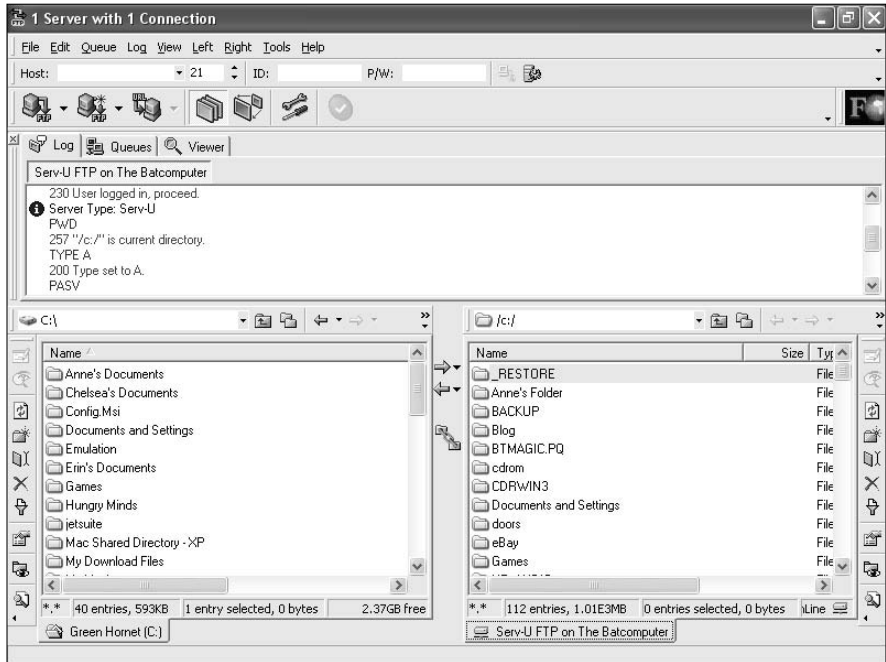 1 Server with 1 Connection
File Edit Queue Log View Left Right Tools Help
Host: 21 ID: P/W:
Log Queues Viewer
Serv-U FTP on The Batcomputer
230 User logged in, proceed.
Server Type: Serv-U
PWD
257 "/c:/" is current directory.
TYPE A
200 Type set to A.
PASV
C:\
Name
Anne's Documents
Chelsea's Documents
Config.Msi
Documents and Settings
Emulation
Erin's Documents
Games
Hungry Minds
jetsuite
Mac Shared Directory - XP
My Download Files
*.* 40 entries, 593KB 1 entry selected, 0 bytes 2.37GB free
Green Hornet (C:)
/c:/
Name Size
_RESTORE File
Anne's Folder File
BACKUP File
Blog File
BTMAGIC.PQ File
cdrom File
CDRWIN3 File
Documents and Settings File
doors File
eBay File
Games File
*.* 112 entries, 1.01E3MB 0 entries selected, 0 bytes
Serv-U FTP on The Batcomputer